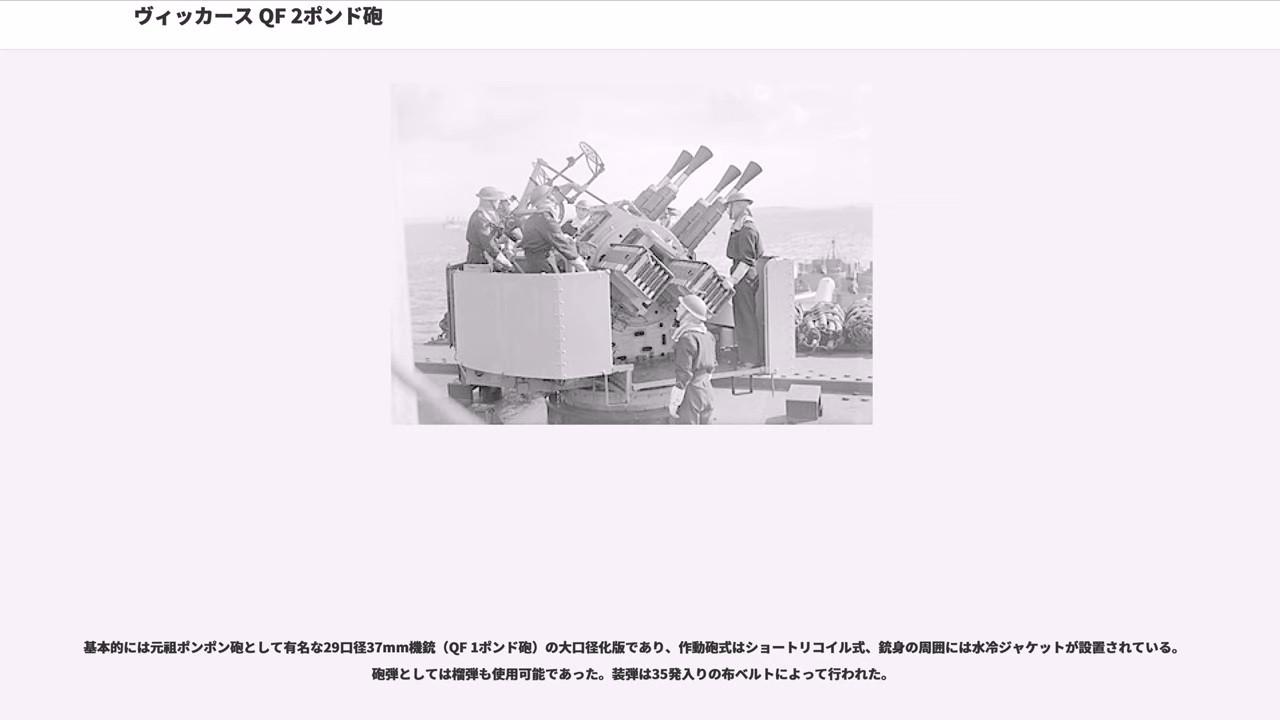 ヴィッカース QF 2ポンド砲
基本的には元祖ポンポン砲として有名な29口径37mm機銃（QF 1ポンド砲）の大口径化版であり、作動砲式はショートリコイル式、銃身の周囲には水冷ジャケットが設置されている。
砲弾としては榴弾も使用可能であった。装弾は35発入りの布ベルトによって行われた。